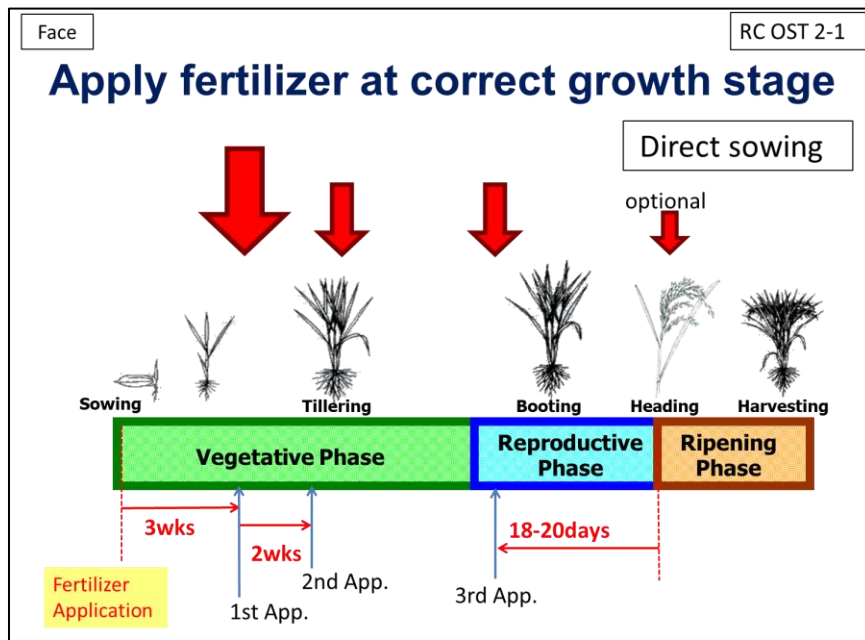 Face
RC OST 2-1
Apply fertilizer at correct growth stage
Direct sowing
optional
Sowing
Tillering
Booting
Heading
Harvesting
Vegetative Phase
Reproductive
Phase
Ripening
Phase
3wks
2wks
18-20days
Fertilizer
Application
1st App.
2nd App.
3rd App.